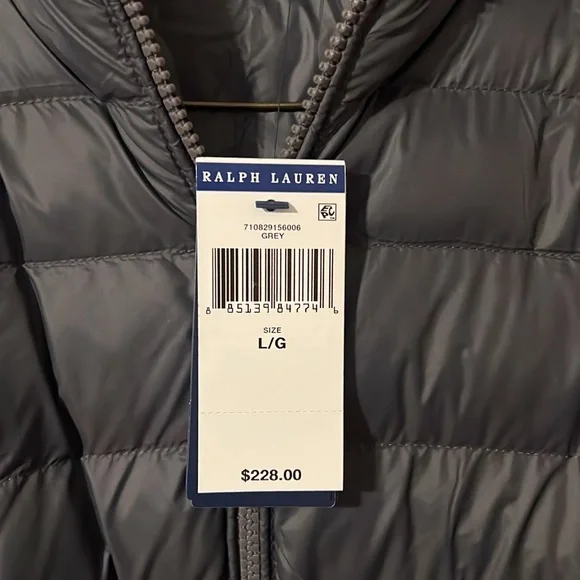 RALPH LAUREN
710829156006
GREY
8 85139 84774 6
SIZE
L/G
$228.00